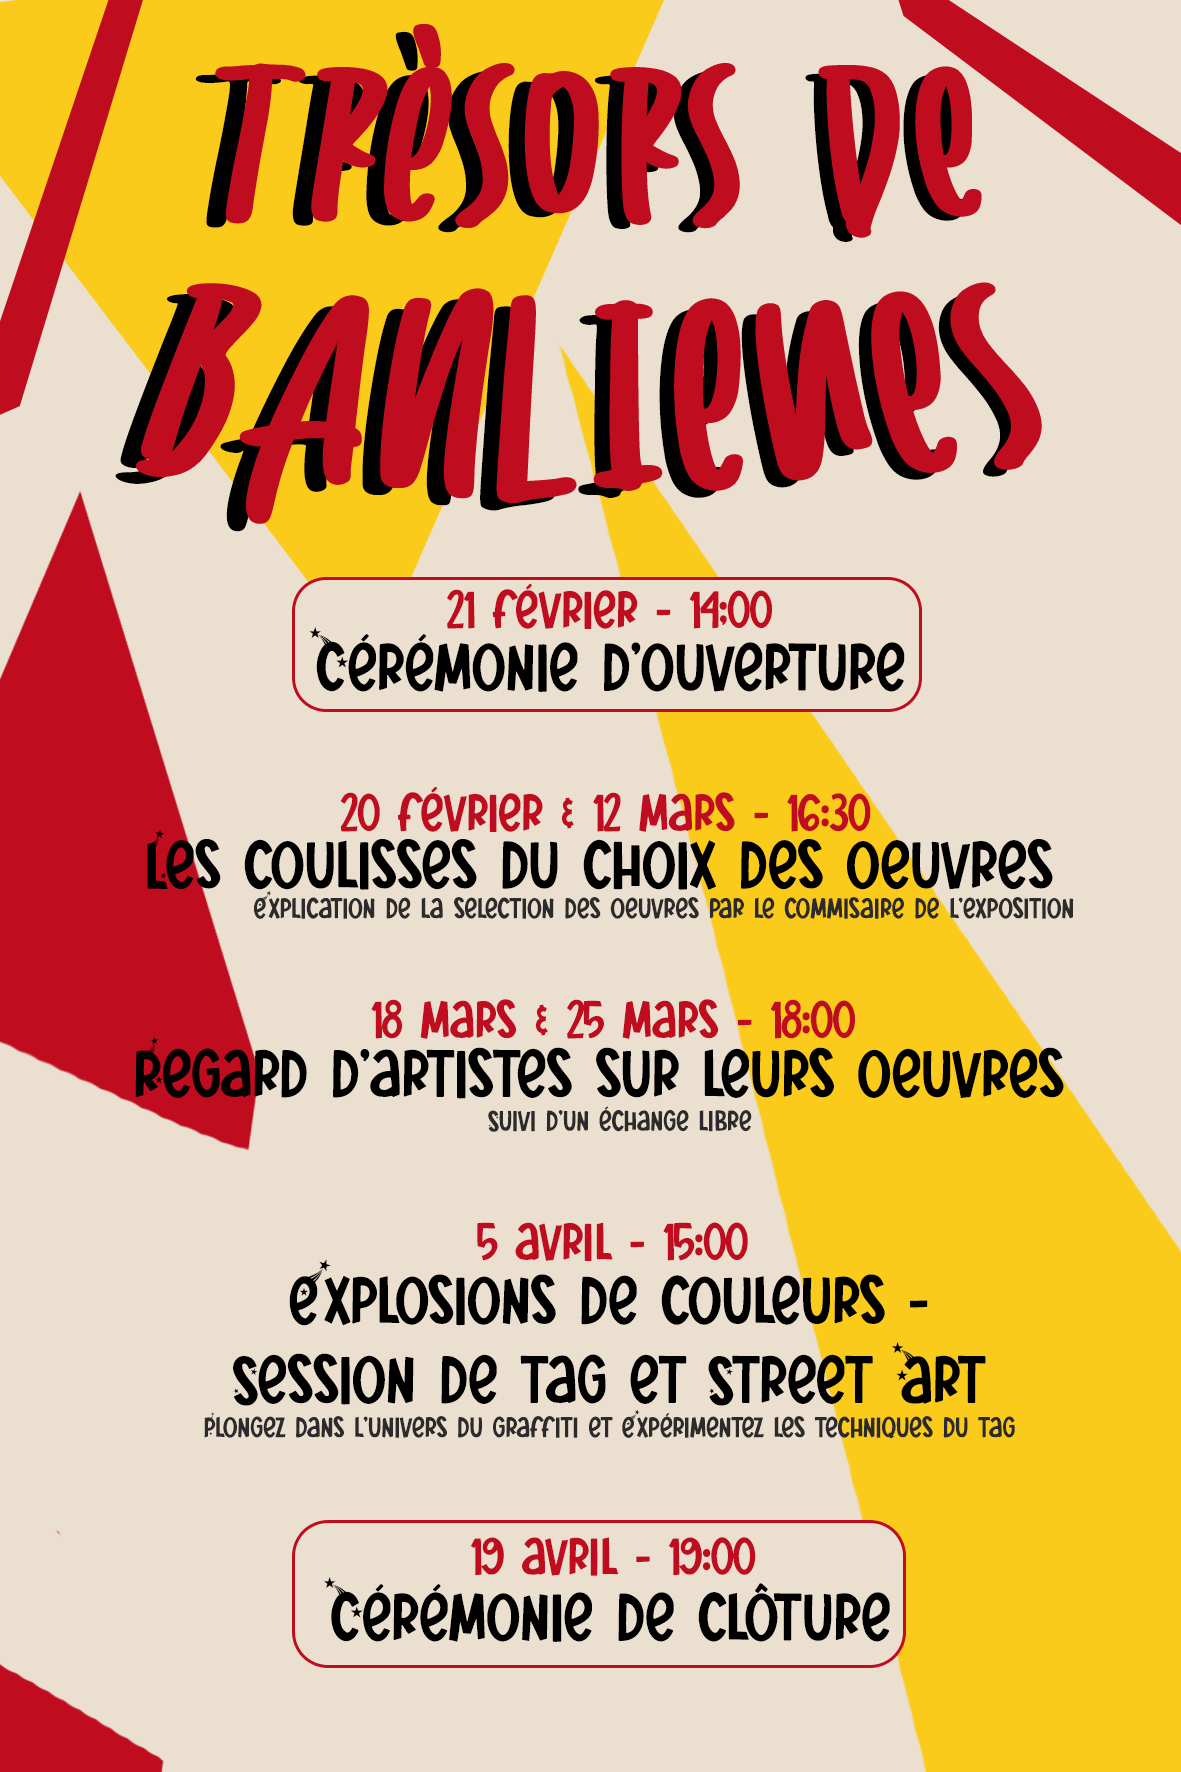 Trèsors de
Banlienes
21 février - 14:00
Cérémonie d'ouverture
20 février & 12 mars - 16:30
Les coulisses du choix des oeuvres
explication de la selection des oeuvres par le commisaire de l'exposition
18 mars & 25 mars - 18:00
Regard d'artistes sur leurs oeuvres
suivi d'un échange libre
5 avril - 15:00
explosions de couleurs -
session de tag et street art
plongez dans l'univers du graffiti et expérimentez les techniques du tag
19 avril - 19:00
Cérémonie de clôture